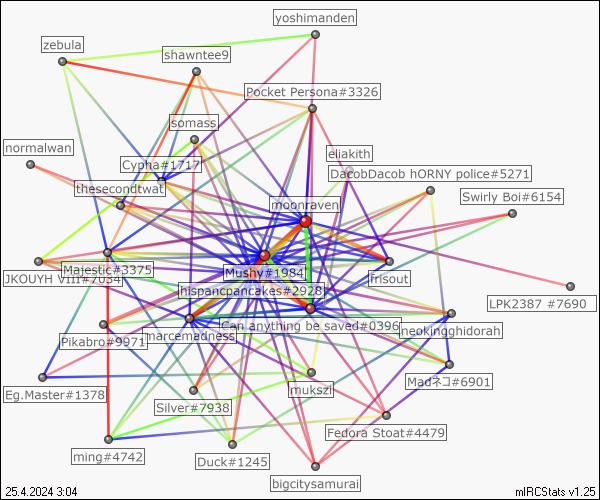 yoshimanden
zebula
shawntee9
Pocket Persona#3326
somass
normalwan
eliakith
Cypha#1717
DacobDacob hORNY police#5271
thesecondtwat
Swirly Boi#6154
moonraven
Majestic#3375
Mushy#1984
frisout
JKOUYH VIII#7034
hispancpancakes#2928
LPK2387 #7690
Can anything be saved#0396
neokingghidorah
Pikabro#9971
marcemadness
Eg.Master#1378
mukszi
Madネコ#6901
Silver#7938
Fedora Stoat#4479
ming#4742
Duck#1245
bigcitysamurai
25.4.2024 3:04
mIRCStats v1.25